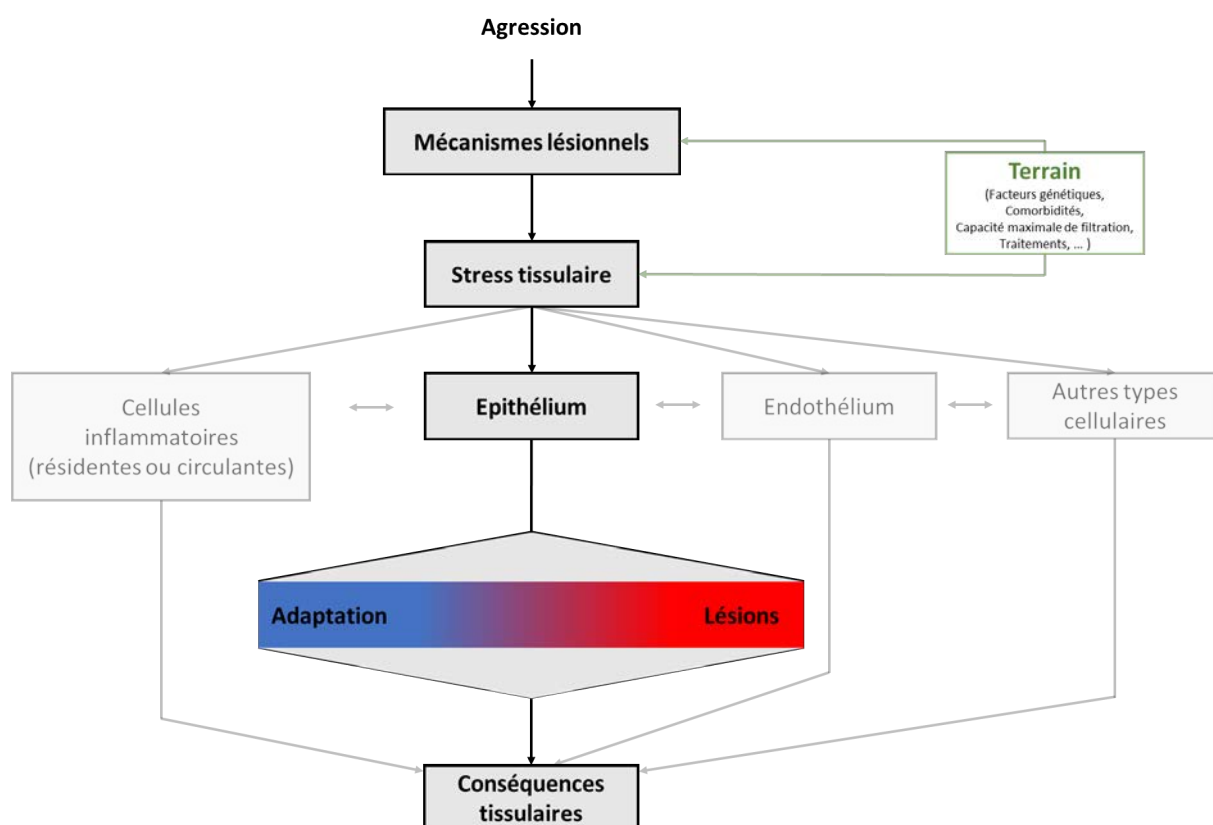 Agression
Mécanismes lésionnels
Terrain
(Facteurs génétiques,
Comorbidités,
Capacité maximale de filtration,
Traitements, ... )
Stress tissulaire
Cellules
inflammatoires
(résidentes ou circulantes)
Epithélium
Endothélium
Autres types
cellulaires
Adaptation
Lésions
Conséquences
tissulaires